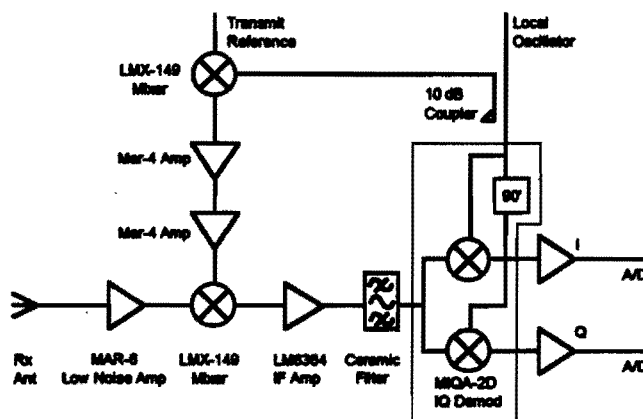 Transmit
Reference
Local
Oscillator
LMX-149
Mixer
10 dB
Coupler
Mar-4 Amp
90°
Mar-4 Amp
I
A/D
Q
A/D
Rx
Ant
MAR-6
Low Noise Amp
LMX-149
Mixer
LM6364
IF Amp
Ceramic
Filter
MIQA-2D
IQ Demod